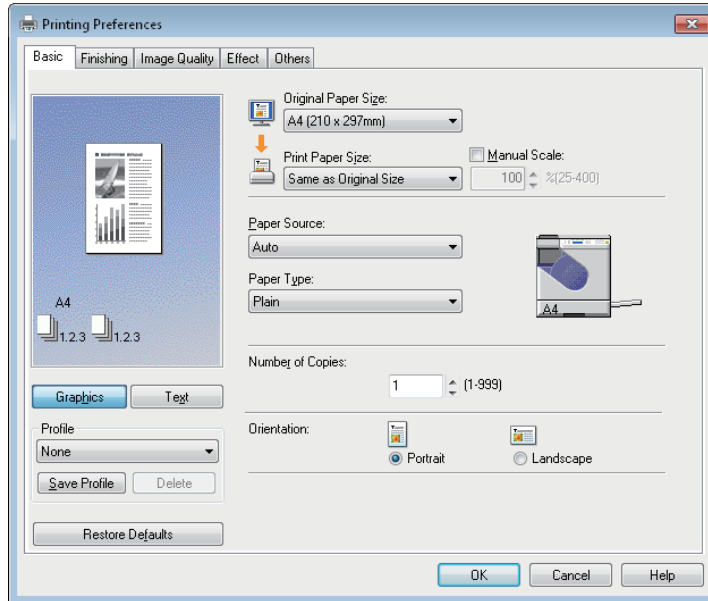 Printing Preferences
Basic Finishing Image Quality Effect Others
Original Paper Size:
A4 (210 x 297mm)
Print Paper Size:
Manual Scale:
Same as Original Size
100 %(25-400)
Paper Source:
Auto
Paper Type:
Plain
A4
A4
1.2.3 1.2.3
Number of Copies:
1 (1-999)
Graphics Text
Profile
None
Save Profile Delete
Restore Defaults
Orientation:
Portrait Landscape
OK Cancel Help